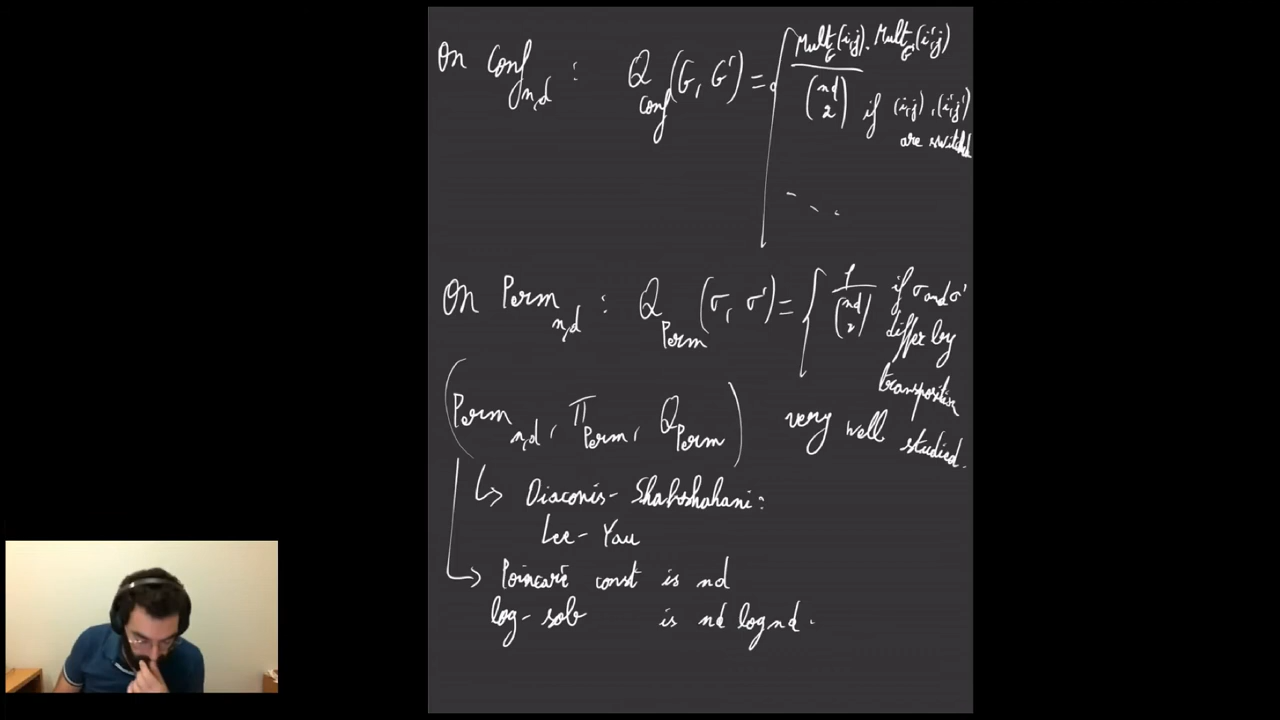 On Conf_{n,d} : Q_{Conf}(G, G') = { Mult_G(i,j) . Mult_{G'}(i',j') / \binom{nd}{2} if (i,j), (i',j') are switched
- - .
On Perm_{n,d} : Q_{Perm}(σ, σ') = { 1 / \binom{nd}{2} if σ and σ' differ by transposition
(Perm_{n,d}, π_{Perm}, Q_{Perm}) very well studied.
↳ Diaconis - Shahshahani :
Lee - Yau
↳ Poincaré const is nd
log-sob is nd log nd .